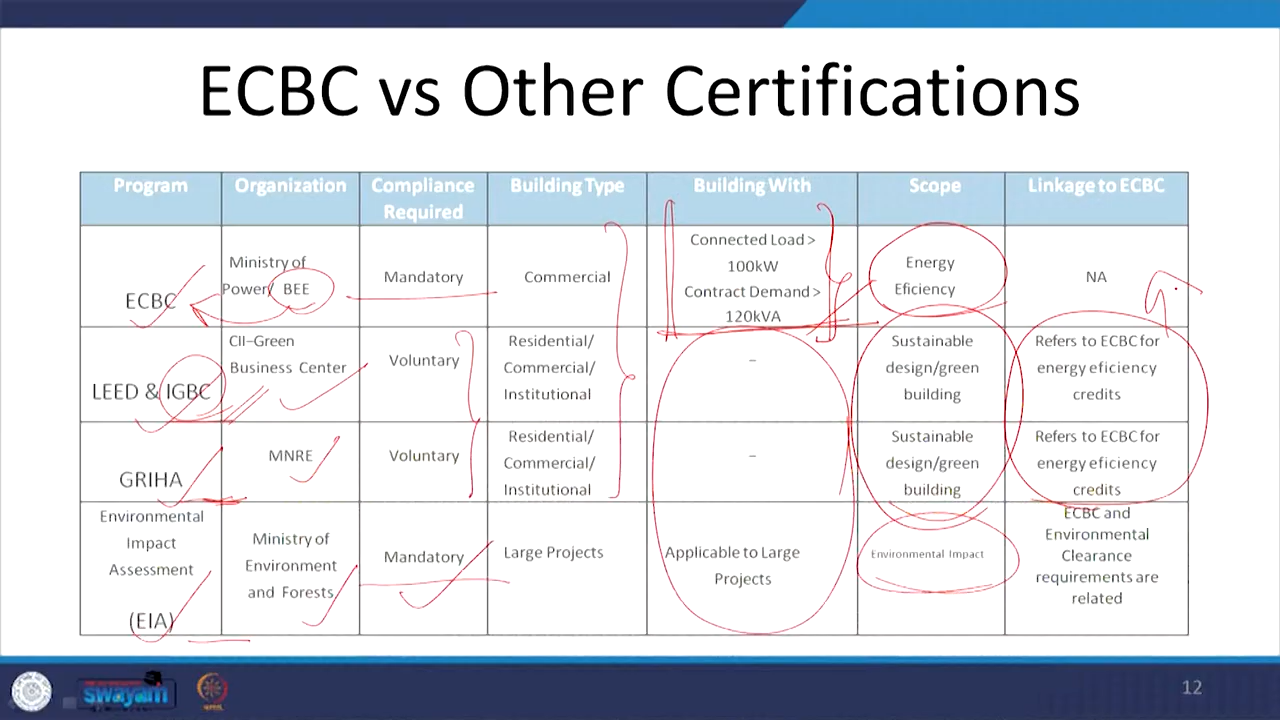 ECBC vs Other Certifications
Program
Organization
Compliance
Required
Building Type
Building With
Scope
Linkage to ECBC
ECBC
Ministry of
Power/ BEE
Mandatory
Commercial
Connected Load >
100kW
Contract Demand >
120kVA
Energy
Eficiency
NA
LEED & IGBC
CII–Green
Business Center
Voluntary
Residential/
Commercial/
Institutional
–
Sustainable
design/green
building
Refers to ECBC for
energy eficiency
credits
GRIHA
MNRE
Voluntary
Residential/
Commercial/
Institutional
–
Sustainable
design/green
building
Refers to ECBC for
energy eficiency
credits
Environmental
Impact
Assessment
(EIA)
Ministry of
Environment
and Forests
Mandatory
Large Projects
Applicable to Large
Projects
Environmental Impact
ECBC and
Environmental
Clearance
requirements are
related
swayam
12